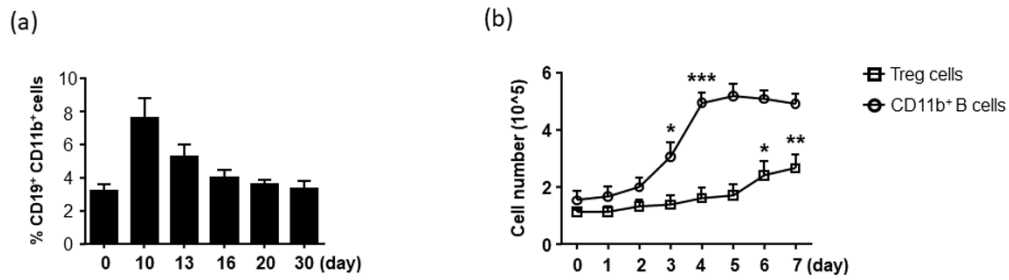 (a)
% CD19⁺ CD11b⁺cells
10
8
6
4
2
0
0 10 13 16 20 30 (day)
(b)
Cell number (10^5)
6
4
2
0
* *** * **
0 1 2 3 4 5 6 7 (day)
Treg cells
CD11b⁺ B cells